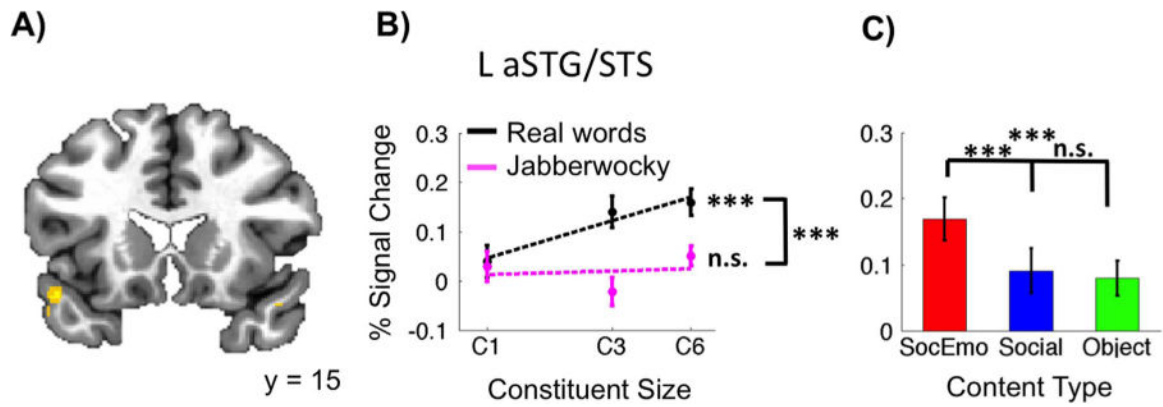 A)
y = 15
B)
L aSTG/STS
% Signal Change
0.3
0.2
0.1
0
-0.1
Real words
Jabberwocky
***
n.s.
***
C1 C3 C6
Constituent Size
C)
0.3
0.2
0.1
0
***
*** n.s.
SocEmo Social Object
Content Type